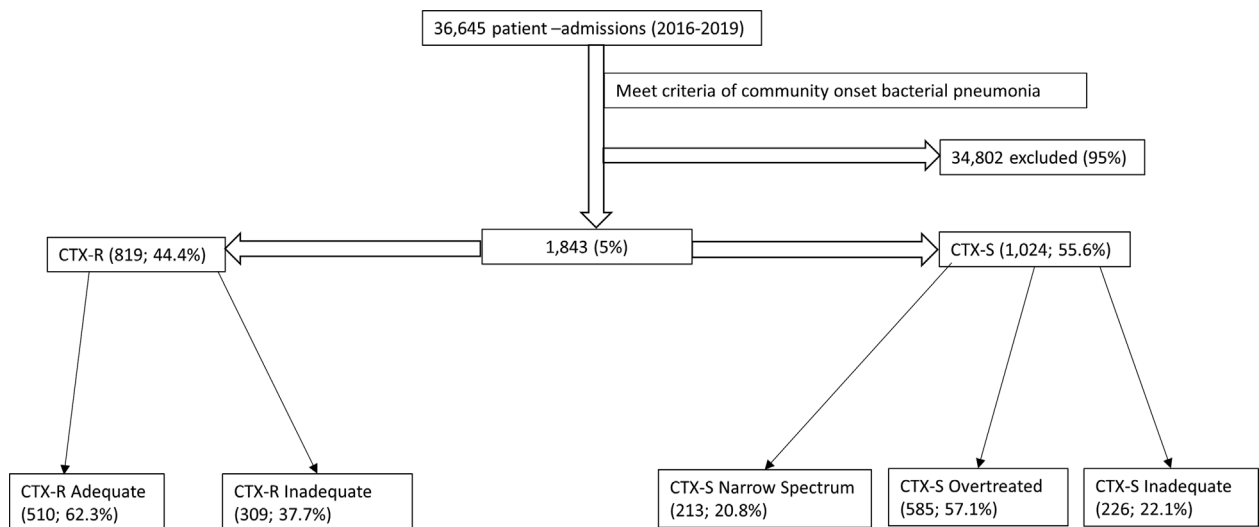 36,645 patient –admissions (2016-2019)
Meet criteria of community onset bacterial pneumonia
34,802 excluded (95%)
CTX-R (819; 44.4%)
1,843 (5%)
CTX-S (1,024; 55.6%)
CTX-R Adequate
(510; 62.3%)
CTX-R Inadequate
(309; 37.7%)
CTX-S Narrow Spectrum
(213; 20.8%)
CTX-S Overtreated
(585; 57.1%)
CTX-S Inadequate
(226; 22.1%)